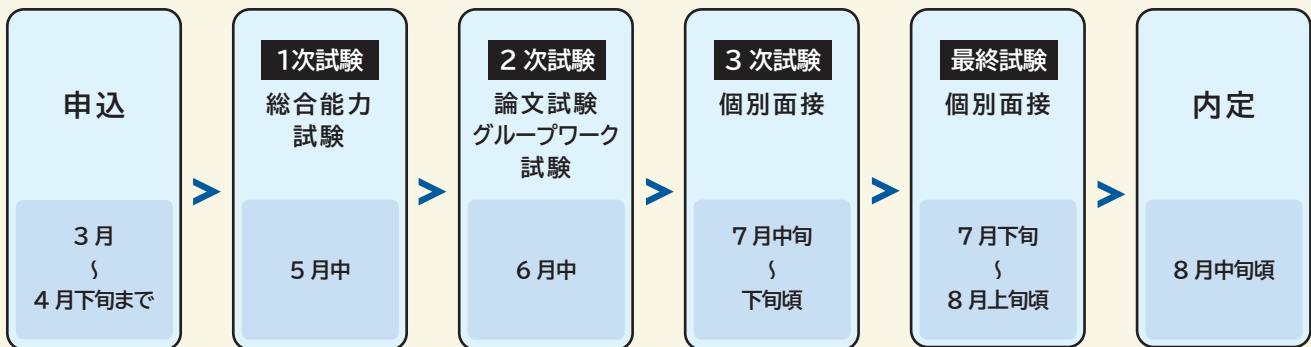 申込
3月
〜
4月下旬まで
>
1次試験
総合能力
試験
5月中
>
2次試験
論文試験
グループワーク
試験
6月中
>
3次試験
個別面接
7月中旬
〜
下旬頃
>
最終試験
個別面接
7月下旬
〜
8月上旬頃
>
内定
8月中旬頃